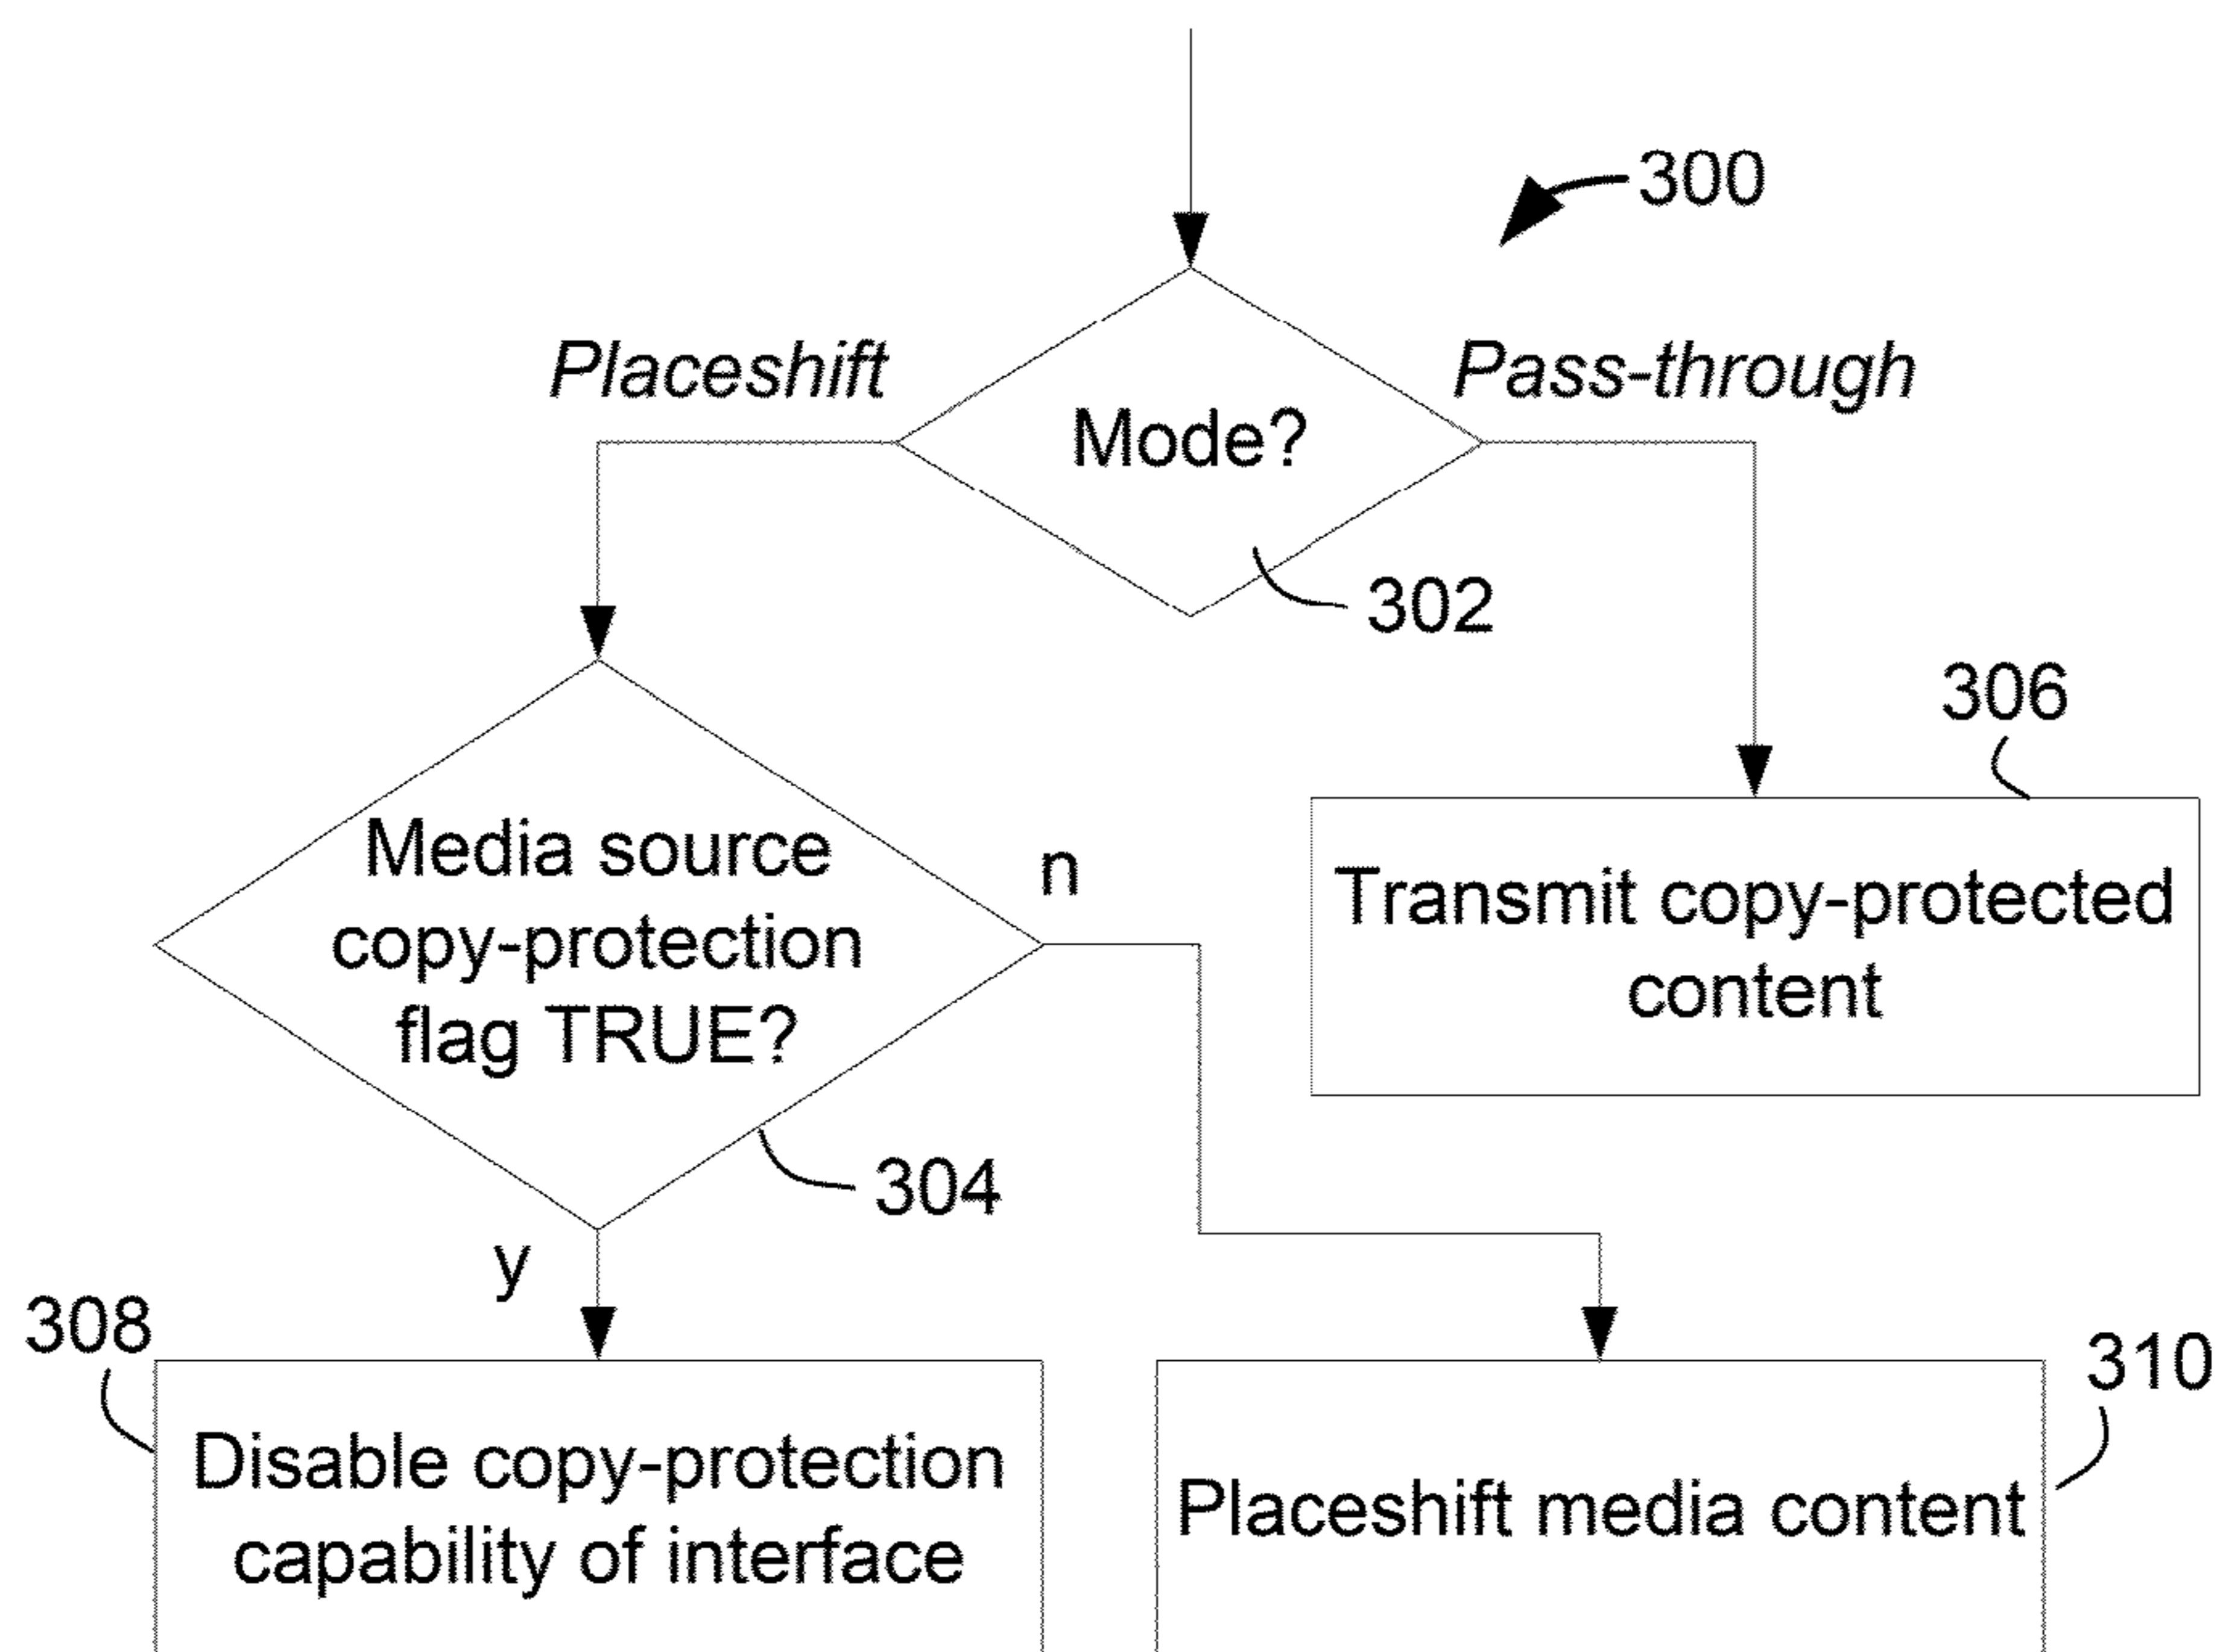 300
Placeshift
Pass-through
Mode?
302
306
Media source
copy-protection
flag TRUE?
n
Transmit copy-protected
content
304
y
308
310
Disable copy-protection
capability of interface
Placeshift media content